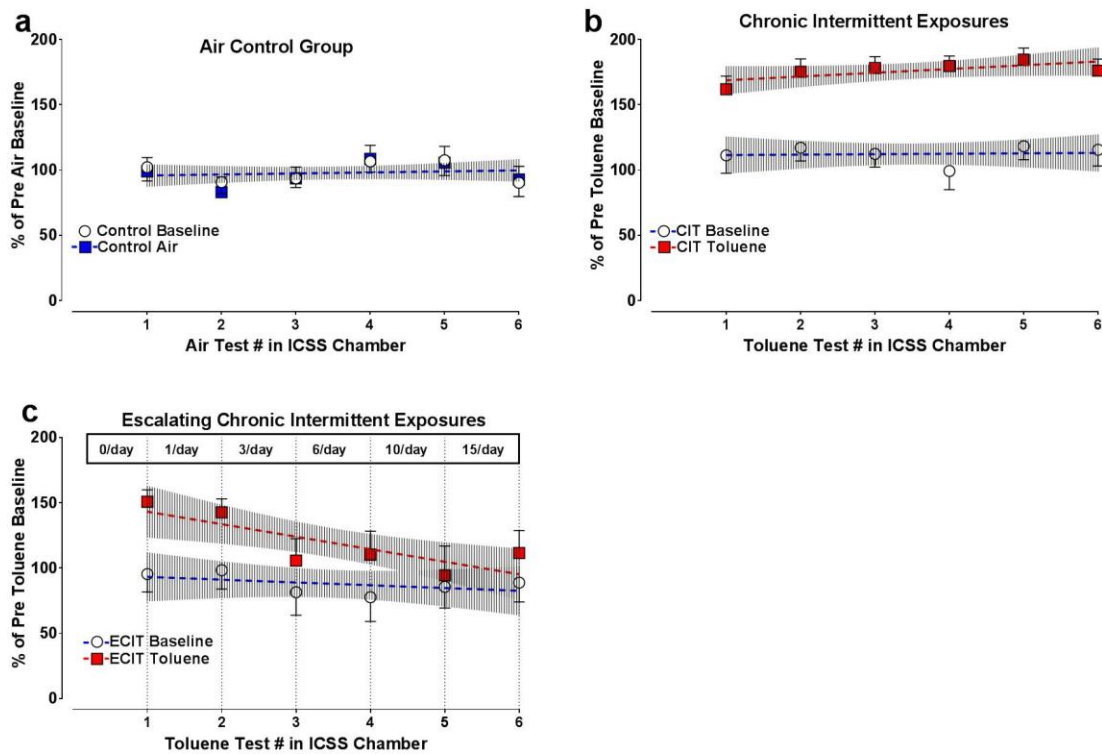 a
Air Control Group
% of Pre Air Baseline
200
150
100
50
0
Control Baseline
Control Air
1 2 3 4 5 6
Air Test # in ICSS Chamber
b
Chronic Intermittent Exposures
% of Pre Toluene Baseline
200
150
100
50
0
CIT Baseline
CIT Toluene
1 2 3 4 5 6
Toluene Test # in ICSS Chamber
c
Escalating Chronic Intermittent Exposures
0/day 1/day 3/day 6/day 10/day 15/day
% of Pre Toluene Baseline
200
150
100
50
0
ECIT Baseline
ECIT Toluene
1 2 3 4 5 6
Toluene Test # in ICSS Chamber